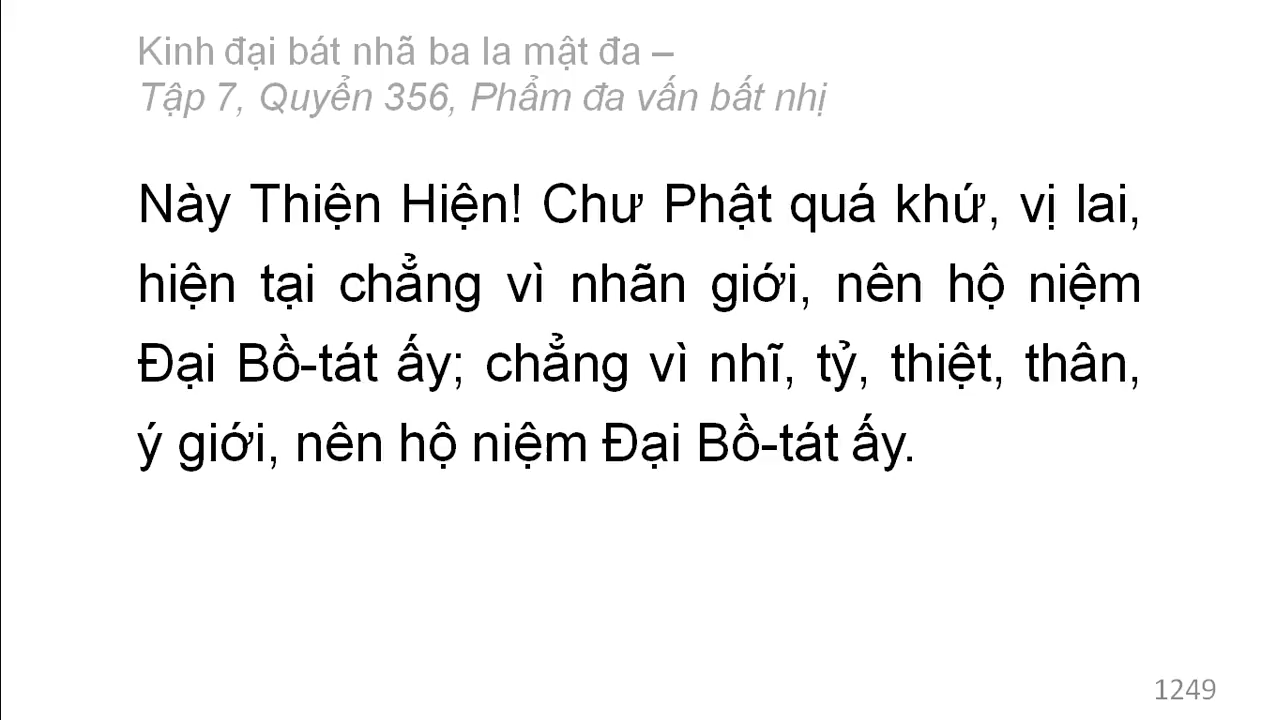 Kinh đại bát nhã ba la mật đa –
Tập 7, Quyển 356, Phẩm đa vấn bất nhị
Này Thiện Hiện! Chư Phật quá khứ, vị lai,
hiện tại chẳng vì nhãn giới, nên hộ niệm
Đại Bồ-tát ấy; chẳng vì nhĩ, tỷ, thiệt, thân,
ý giới, nên hộ niệm Đại Bồ-tát ấy.
1249